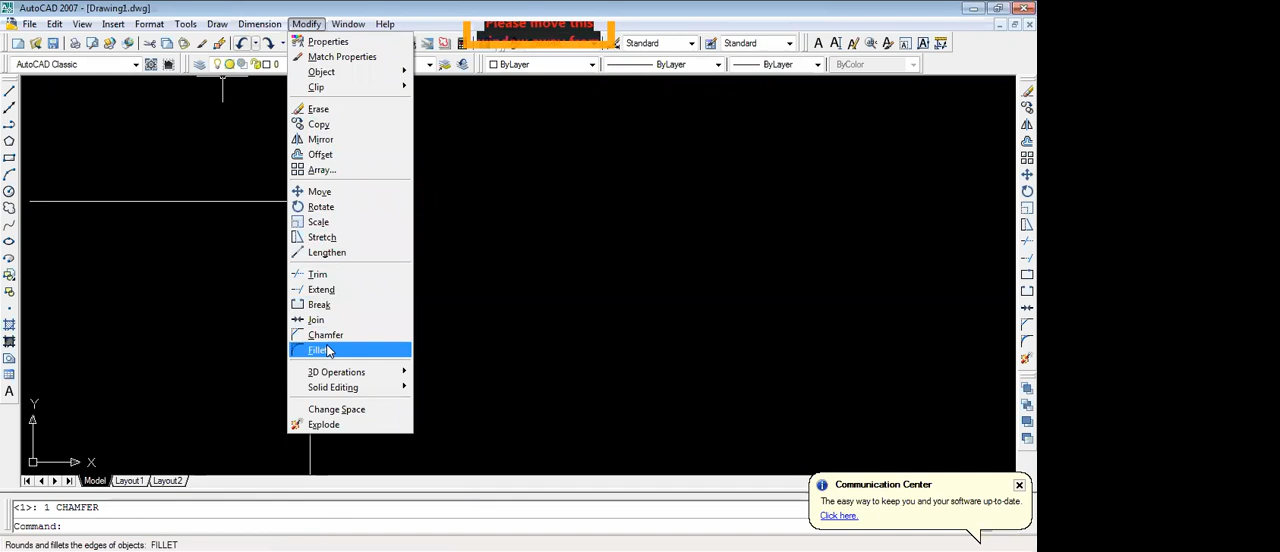 AutoCAD 2007 - [Drawing1.dwg]
File Edit View Insert Format Tools Draw Dimension Modify Window Help
Please move this
window away from
Standard Standard
AutoCAD Classic 0 ByLayer ByLayer ByLayer ByColor
Properties
Match Properties
Object
Clip
Erase
Copy
Mirror
Offset
Array...
Move
Rotate
Scale
Stretch
Lengthen
Trim
Extend
Break
Join
Chamfer
Fillet
3D Operations
Solid Editing
Change Space
Explode
Y
X
A
Model Layout1 Layout2
Communication Center
The easy way to keep you and your software up-to-date.
Click here.
<1>: 1 CHAMFER
Command:
Rounds and fillets the edges of objects: FILLET